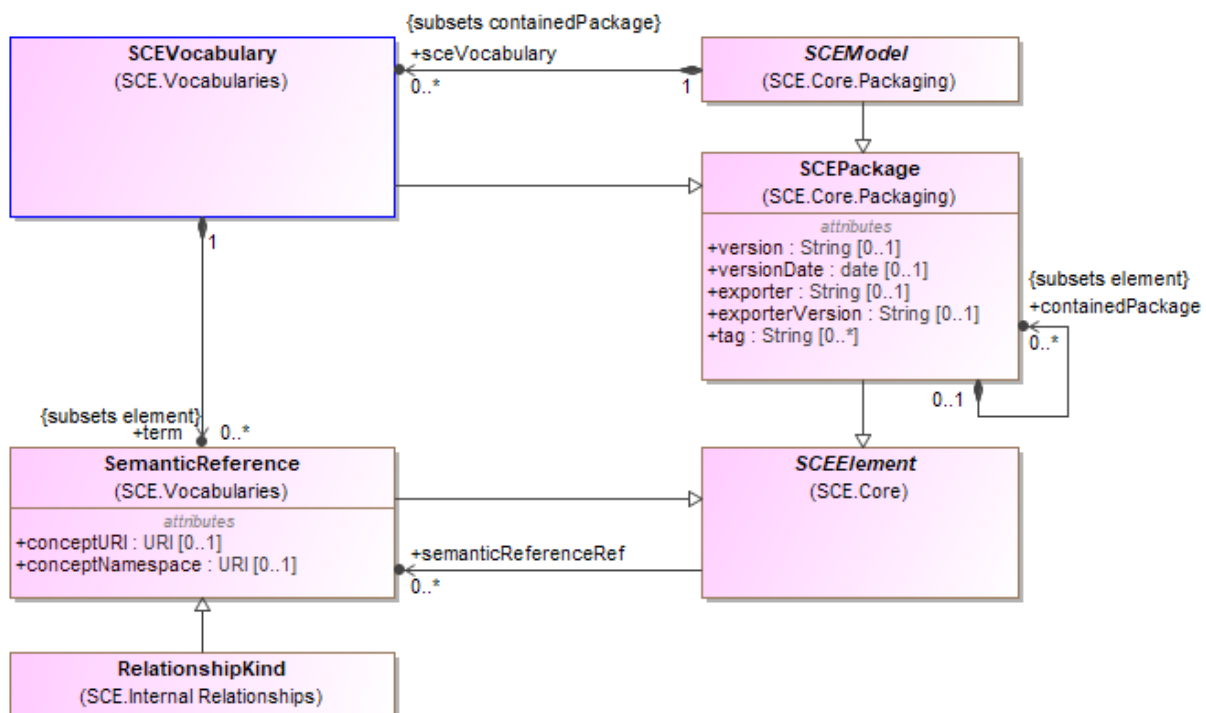 {subsets containedPackage}
SCEVocabulary
(SCE.Vocabularies)
+sceVocabulary
0..*
1
SCEModel
(SCE.Core.Packaging)
SCEPackage
(SCE.Core.Packaging)
attributes
+version : String [0..1]
+versionDate : date [0..1]
+exporter : String [0..1]
+exporterVersion : String [0..1]
+tag : String [0..*]
{subsets element}
+containedPackage
0..*
0..1
1
{subsets element}
+term
0..*
SemanticReference
(SCE.Vocabularies)
attributes
+conceptURI : URI [0..1]
+conceptNamespace : URI [0..1]
SCEElement
(SCE.Core)
+semanticReferenceRef
0..*
RelationshipKind
(SCE.Internal Relationships)